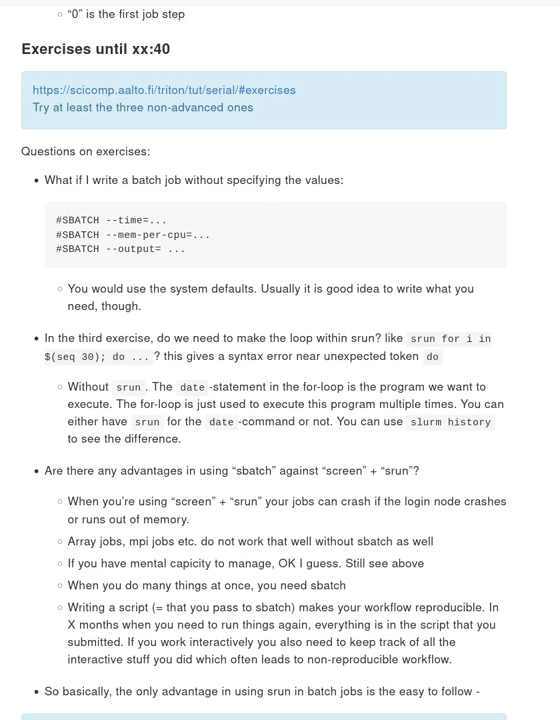 ○ “0” is the first job step
Exercises until xx:40
https://scicomp.aalto.fi/triton/tut/serial/#exercises
Try at least the three non-advanced ones
Questions on exercises:
• What if I write a batch job without specifying the values:
#SBATCH --time=...
#SBATCH --mem-per-cpu=...
#SBATCH --output= ...
○ You would use the system defaults. Usually it is good idea to write what you
need, though.
• In the third exercise, do we need to make the loop within srun? like srun for i in
$(seq 30); do ... ? this gives a syntax error near unexpected token do
○ Without srun . The date -statement in the for-loop is the program we want to
execute. The for-loop is just used to execute this program multiple times. You can
either have srun for the date -command or not. You can use slurm history
to see the difference.
• Are there any advantages in using “sbatch” against “screen” + “srun”?
○ When you’re using “screen” + “srun” your jobs can crash if the login node crashes
or runs out of memory.
○ Array jobs, mpi jobs etc. do not work that well without sbatch as well
○ If you have mental capicity to manage, OK I guess. Still see above
○ When you do many things at once, you need sbatch
○ Writing a script (= that you pass to sbatch) makes your workflow reproducible. In
X months when you need to run things again, everything is in the script that you
submitted. If you work interactively you also need to keep track of all the
interactive stuff you did which often leads to non-reproducible workflow.
• So basically, the only advantage in using srun in batch jobs is the easy to follow -